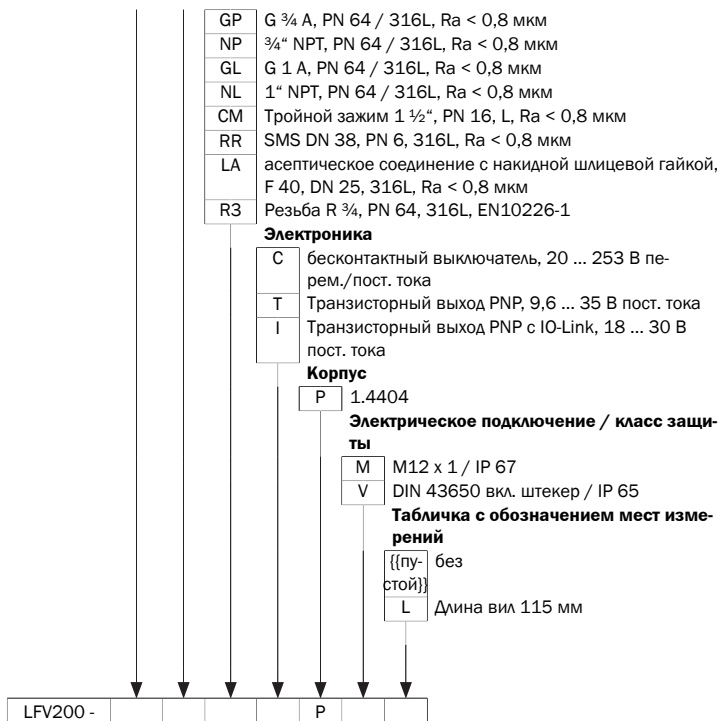 GP G ¾ A, PN 64 / 316L, Ra < 0,8 мкм
NP ¾“ NPT, PN 64 / 316L, Ra < 0,8 мкм
GL G 1 A, PN 64 / 316L, Ra < 0,8 мкм
NL 1“ NPT, PN 64 / 316L, Ra < 0,8 мкм
CM Тройной зажим 1 ½“, PN 16, L, Ra < 0,8 мкм
RR SMS DN 38, PN 6, 316L, Ra < 0,8 мкм
LA асептическое соединение с накидной шлицевой гайкой,
F 40, DN 25, 316L, Ra < 0,8 мкм
R3 Резьба R ¾, PN 64, 316L, EN10226-1
Электроника
C бесконтактный выключатель, 20 ... 253 В пе-
рем./пост. тока
T Транзисторный выход PNP, 9,6 ... 35 В пост. тока
I Транзисторный выход PNP с IO-Link, 18 ... 30 В
пост. тока
Корпус
P 1.4404
Электрическое подключение / класс защи-
ты
M M12 x 1 / IP 67
V DIN 43650 вкл. штекер / IP 65
Табличка с обозначением мест изме-
рений
{{пу- без
стой}}
L Длина вил 115 мм
LFV200 - P